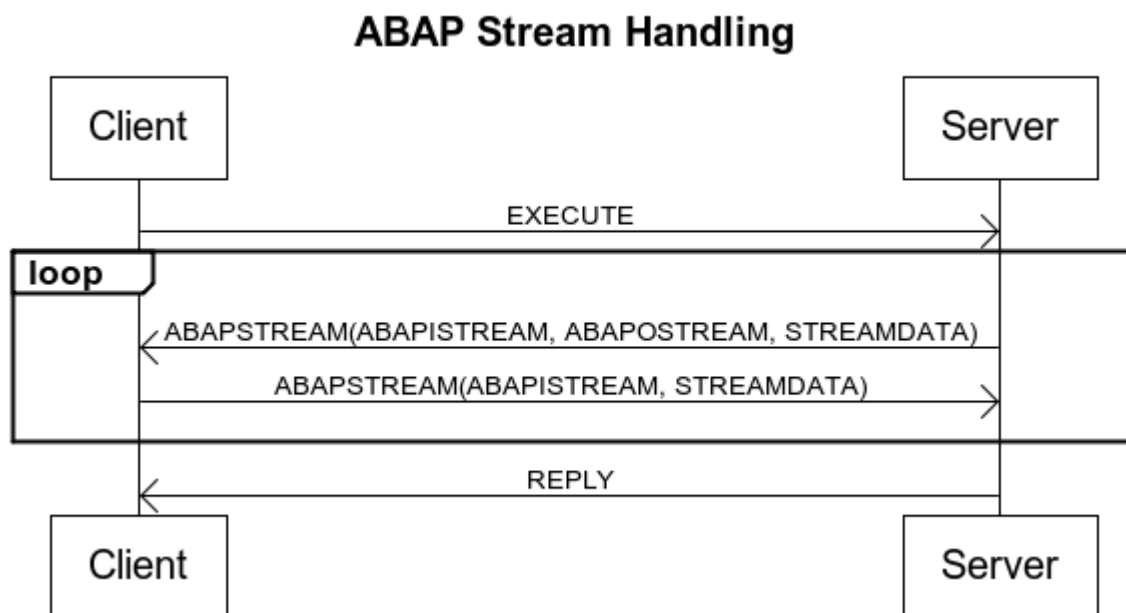 ABAP Stream Handling
Client
Server
EXECUTE
loop
ABAPSTREAM(ABAPISTREAM, ABAPOSTREAM, STREAMDATA)
ABAPSTREAM(ABAPISTREAM, STREAMDATA)
REPLY
Client
Server